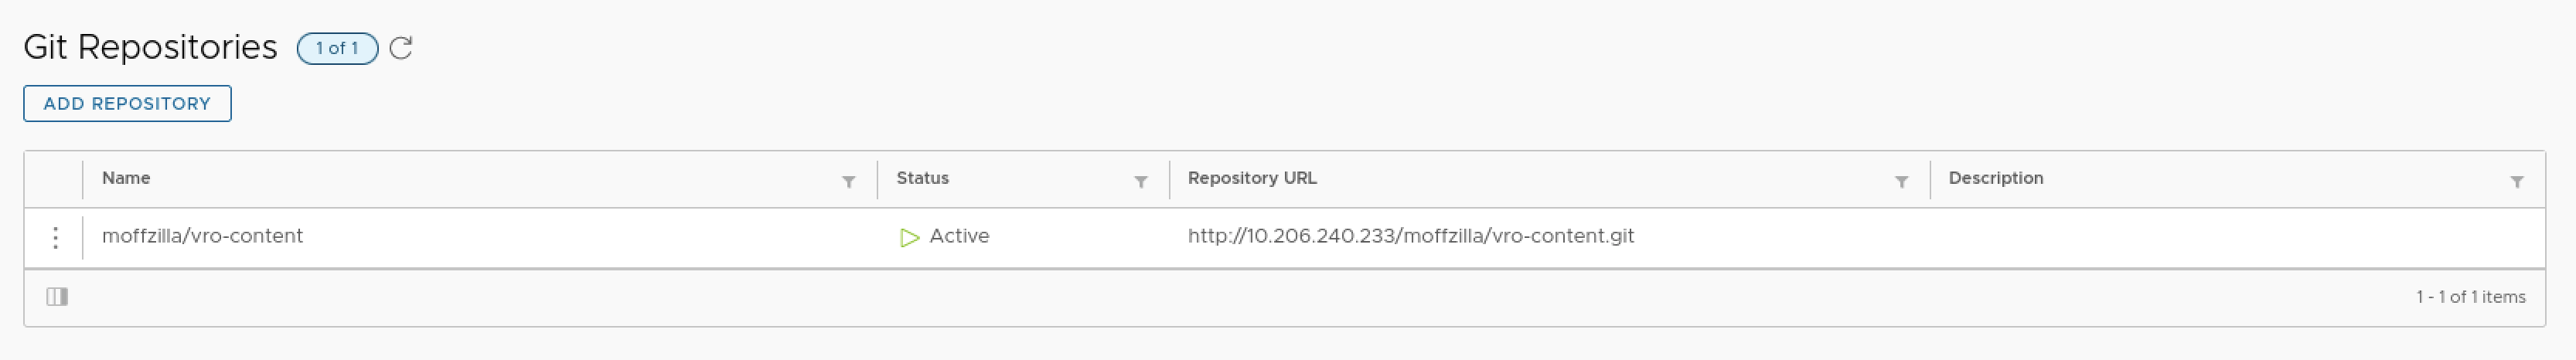 Git Repositories 1 of 1
ADD REPOSITORY
Name Status Repository URL Description
moffzilla/vro-content Active http://10.206.240.233/moffzilla/vro-content.git
1 - 1 of 1 items